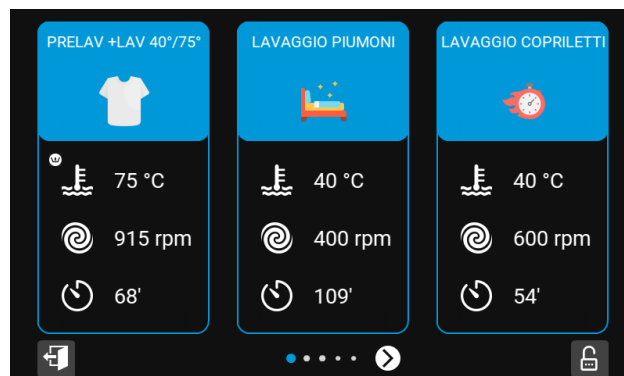 PRELAV +LAV 40°/75°
75 °C
915 rpm
68'
LAVAGGIO PIUMONI
40 °C
400 rpm
109'
LAVAGGIO COPRILETTI
40 °C
600 rpm
54'